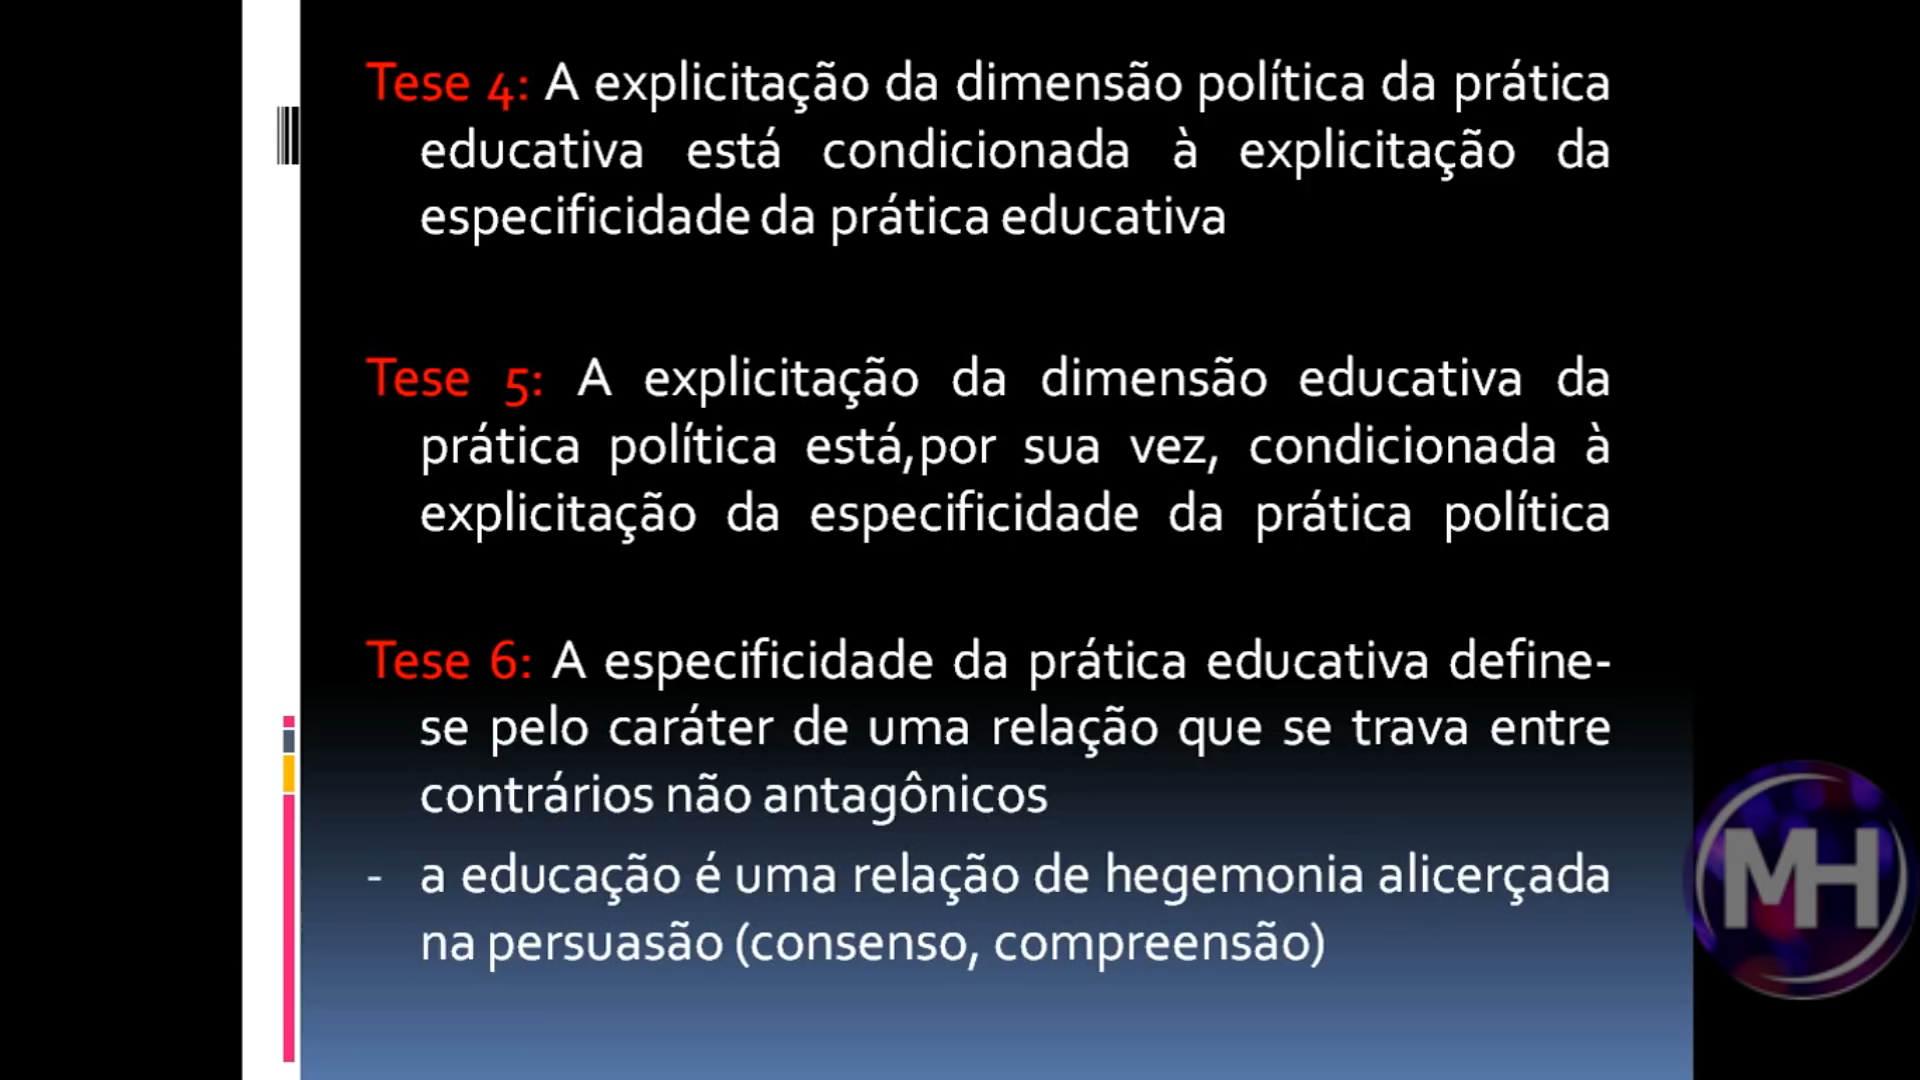 Tese 4: A explicitação da dimensão política da prática
educativa está condicionada à explicitação da
especificidade da prática educativa
Tese 5: A explicitação da dimensão educativa da
prática política está,por sua vez, condicionada à
explicitação da especificidade da prática política
Tese 6: A especificidade da prática educativa define-
se pelo caráter de uma relação que se trava entre
contrários não antagônicos
- a educação é uma relação de hegemonia alicerçada
na persuasão (consenso, compreensão)
MH